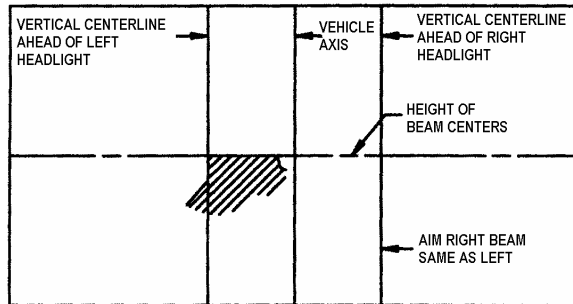 VERTICAL CENTERLINE
AHEAD OF LEFT
HEADLIGHT
VEHICLE
AXIS
VERTICAL CENTERLINE
AHEAD OF RIGHT
HEADLIGHT
HEIGHT OF
BEAM CENTERS
AIM RIGHT BEAM
SAME AS LEFT